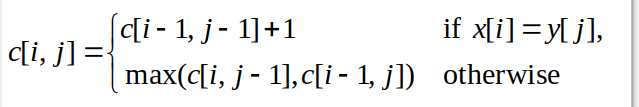 c[i, j] = { c[i - 1, j - 1]+1 if x[i]=y[ j],
max(c[i, j - 1],c[i - 1, j]) otherwise